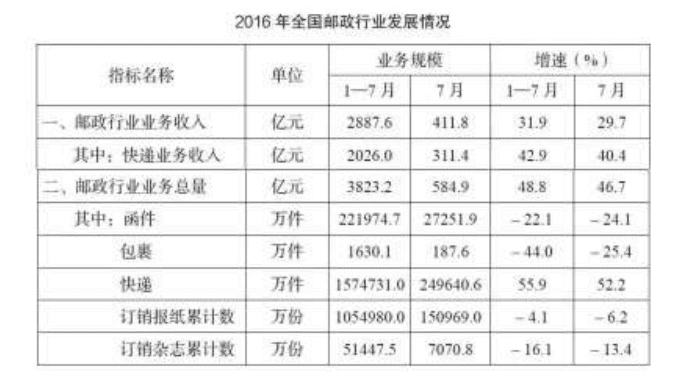 2016年全国邮政行业发展情况
指标名称 单位 业务规模 增速(%)
1—7月 7月 1—7月 7月
一、邮政行业业务收入 亿元 2887.6 411.8 31.9 29.7
其中:快递业务收入 亿元 2026.0 311.4 42.9 40.4
二、邮政行业业务总量 亿元 3823.2 584.9 48.8 46.7
其中:函件 万件 221974.7 27251.9 -22.1 -24.1
包裹 万件 1630.1 187.6 -44.0 -25.4
快递 万件 1574731.0 249640.6 55.9 52.2
订销报纸累计数 万份 1054980.0 150969.0 -4.1 -6.2
订销杂志累计数 万份 51447.5 7070.8 -16.1 -13.4